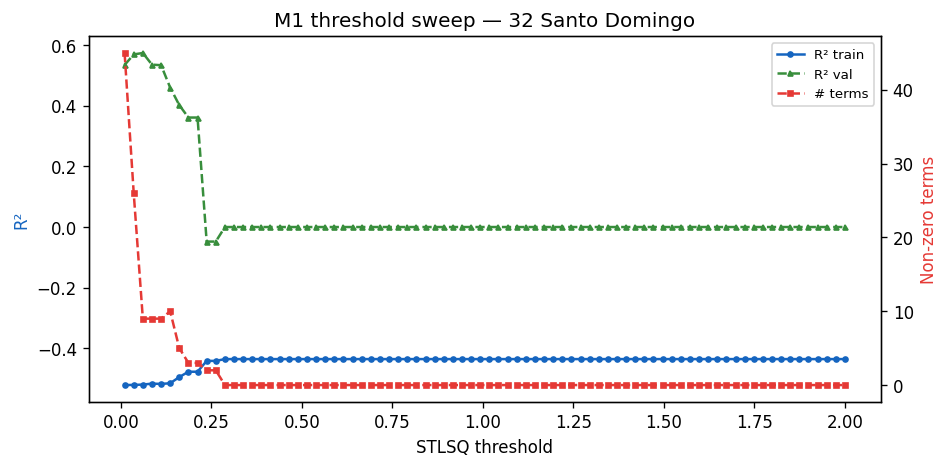 M1 threshold sweep — 32 Santo Domingo
R² train
R² val
# terms
0.6
0.4
0.2
0.0
−0.2
−0.4
R²
40
30
20
10
0
Non-zero terms
0.00 0.25 0.50 0.75 1.00 1.25 1.50 1.75 2.00
STLSQ threshold